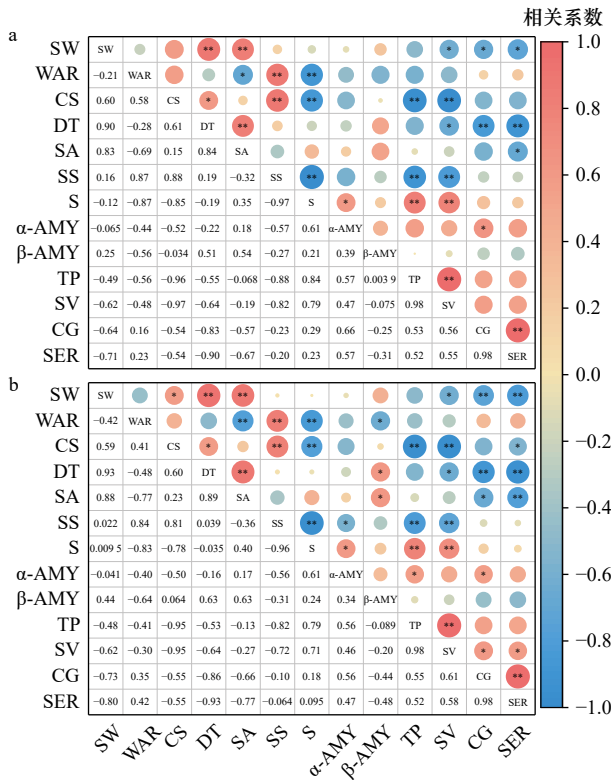 相关系数
a
SW SW ** ** * * *
WAR −0.21 WAR * ** **
CS 0.60 0.58 CS * ** ** ** **
DT 0.90 −0.28 0.61 DT ** * ** **
SA 0.83 −0.69 0.15 0.84 SA *
SS 0.16 0.87 0.88 0.19 −0.32 SS ** ** **
S −0.12 −0.87 −0.85 −0.19 0.35 −0.97 S * ** **
α-AMY −0.065 −0.44 −0.52 −0.22 0.18 −0.57 0.61 α-AMY *
β-AMY 0.25 −0.56 −0.034 0.51 0.54 −0.27 0.21 0.39 β-AMY
TP −0.49 −0.56 −0.96 −0.55 −0.068 −0.88 0.84 0.57 0.003 9 TP **
SV −0.62 −0.48 −0.97 −0.64 −0.19 −0.82 0.79 0.47 −0.075 0.98 SV
CG −0.64 0.16 −0.54 −0.83 −0.57 −0.23 0.29 0.66 −0.25 0.53 0.56 CG **
SER −0.71 0.23 −0.54 −0.90 −0.67 −0.20 0.23 0.57 −0.31 0.52 0.55 0.98 SER
b
SW SW * ** ** * ** **
WAR −0.42 WAR ** ** ** *
CS 0.59 0.41 CS * ** ** ** ** *
DT 0.93 −0.48 0.60 DT ** * * ** **
SA 0.88 −0.77 0.23 0.89 SA * * **
SS 0.022 0.84 0.81 0.039 −0.36 SS ** * ** **
S 0.009 5 −0.83 −0.78 −0.035 0.40 −0.96 S * ** **
α-AMY −0.041 −0.40 −0.50 −0.16 0.17 −0.56 0.61 α-AMY * *
β-AMY 0.44 −0.64 0.064 0.63 0.63 −0.31 0.24 0.34 β-AMY
TP −0.48 −0.41 −0.95 −0.53 −0.13 −0.82 0.79 0.56 −0.089 TP **
SV −0.62 −0.30 −0.95 −0.64 −0.27 −0.72 0.71 0.46 −0.20 0.98 SV * *
CG −0.73 0.35 −0.55 −0.86 −0.66 −0.10 0.18 0.56 −0.44 0.55 0.61 CG **
SER −0.80 0.42 −0.55 −0.93 −0.77 −0.064 0.095 0.47 −0.48 0.52 0.58 0.98 SER
SW WAR CS DT SA SS S α-AMY β-AMY TP SV CG SER
1.0
0.8
0.6
0.4
0.2
0.0
−0.2
−0.4
−0.6
−0.8
−1.0